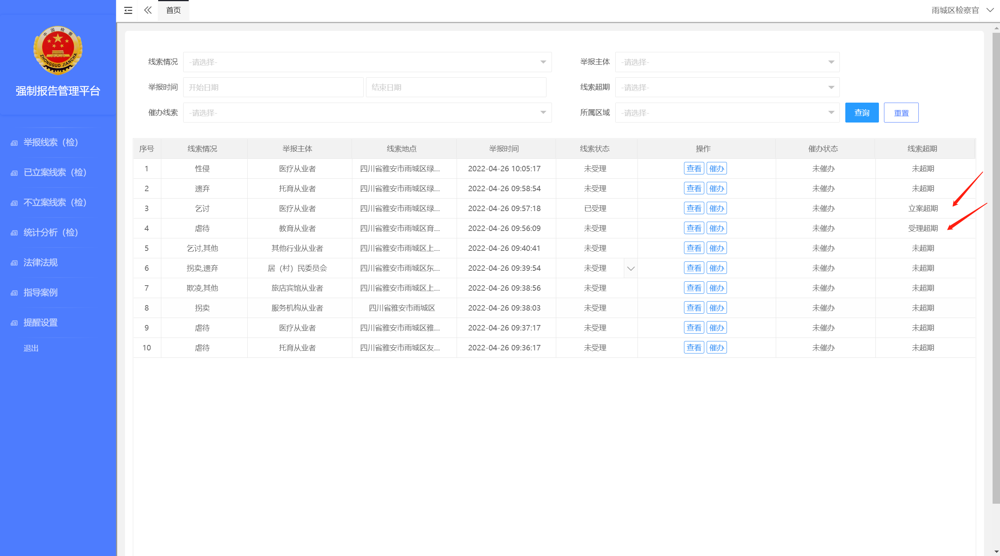 首页
雨城区检察官
中国检察
ZHONGGUO JIANCHA
强制报告管理平台
举报线索（检）
已立案线索（检）
不立案线索（检）
统计分析（检）
法律法规
指导案例
提醒设置
退出
线索情况 -请选择- 举报主体 -请选择-
举报时间 开始日期 结束日期 线索超期 -请选择-
催办线索 -请选择- 所属区域 -请选择- 查询 重置
序号 线索情况 举报主体 线索地点 举报时间 线索状态 操作 催办状态 线索超期
1 性侵 医疗从业者 四川省雅安市雨城区绿... 2022-04-26 10:05:17 未受理 查看 催办 未催办 未超期
2 遗弃 托育从业者 四川省雅安市雨城区绿... 2022-04-26 09:58:54 未受理 查看 催办 未催办 未超期
3 乞讨 医疗从业者 四川省雅安市雨城区绿... 2022-04-26 09:57:18 已受理 查看 催办 未催办 立案超期
4 虐待 教育从业者 四川省雅安市雨城区育... 2022-04-26 09:56:09 未受理 查看 催办 未催办 受理超期
5 乞讨,其他 其他行业从业者 四川省雅安市雨城区上... 2022-04-26 09:40:41 未受理 查看 催办 未催办 未超期
6 拐卖,遗弃 居（村）民委员会 四川省雅安市雨城区东... 2022-04-26 09:39:54 未受理 查看 催办 未催办 未超期
7 欺凌,其他 旅店宾馆从业者 四川省雅安市雨城区上... 2022-04-26 09:38:56 未受理 查看 催办 未催办 未超期
8 拐卖 服务机构从业者 四川省雅安市雨城区 2022-04-26 09:38:03 未受理 查看 催办 未催办 未超期
9 虐待 医疗从业者 四川省雅安市雨城区雅... 2022-04-26 09:37:17 未受理 查看 催办 未催办 未超期
10 虐待 托育从业者 四川省雅安市雨城区友... 2022-04-26 09:36:17 未受理 查看 催办 未催办 未超期